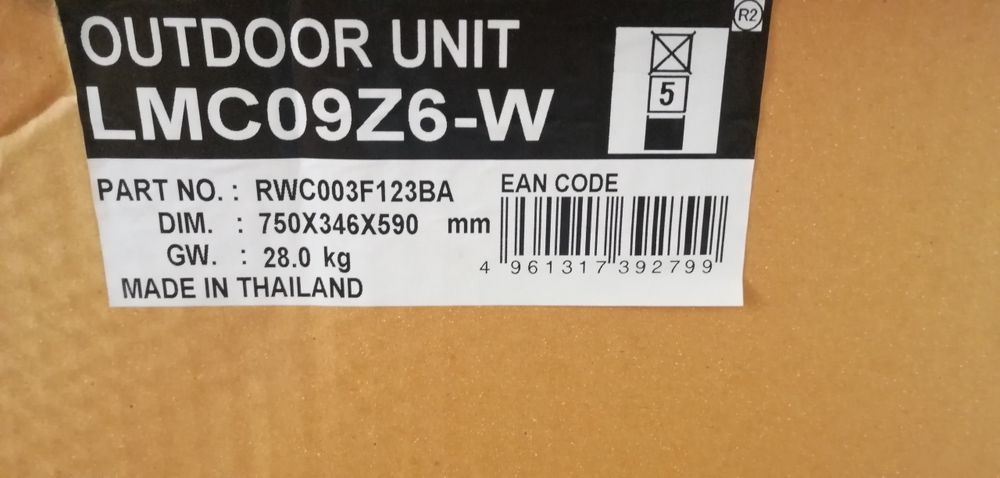 OUTDOOR UNIT
LMC09Z6-W
R2
5
PART NO. : RWC003F123BA
DIM. : 750X346X590 mm
GW. : 28.0 kg
MADE IN THAILAND
EAN CODE
4 961317 392799